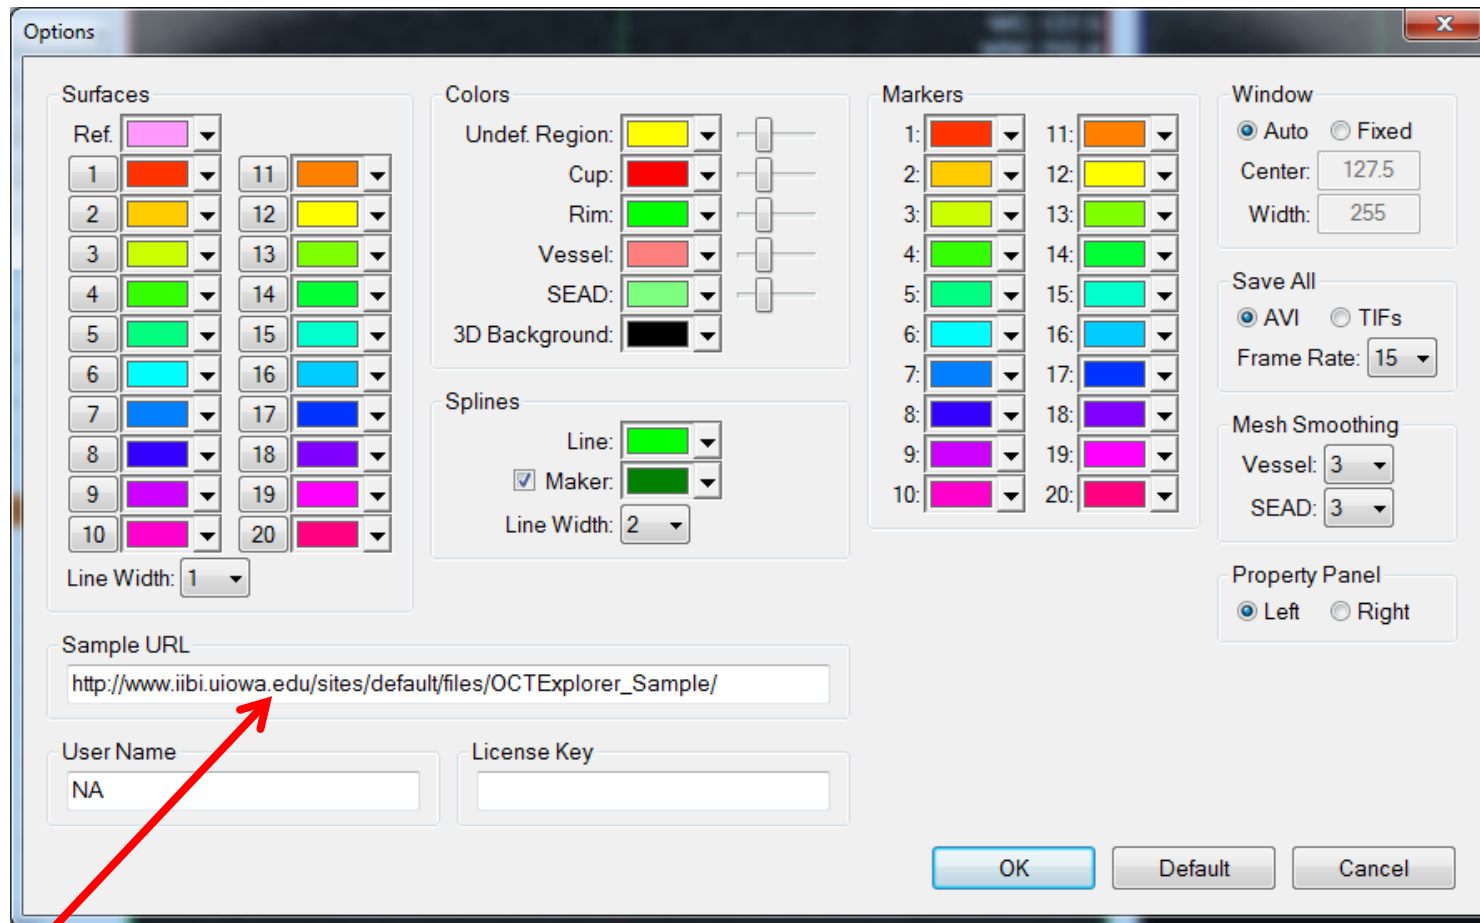 Options
Surfaces
Ref.
1 11
2 12
3 13
4 14
5 15
6 16
7 17
8 18
9 19
10 20
Line Width: 1
Colors
Undef. Region:
Cup:
Rim:
Vessel:
SEAD:
3D Background:
Splines
Line:
Maker:
Line Width: 2
Markers
1: 11:
2: 12:
3: 13:
4: 14:
5: 15:
6: 16:
7: 17:
8: 18:
9: 19:
10: 20:
Window
Auto Fixed
Center: 127.5
Width: 255
Save All
AVI TIFs
Frame Rate: 15
Mesh Smoothing
Vessel: 3
SEAD: 3
Property Panel
Left Right
Sample URL
http://www.iibi.uiowa.edu/sites/default/files/OCTExplorer_Sample/
User Name
NA
License Key
OK Default Cancel